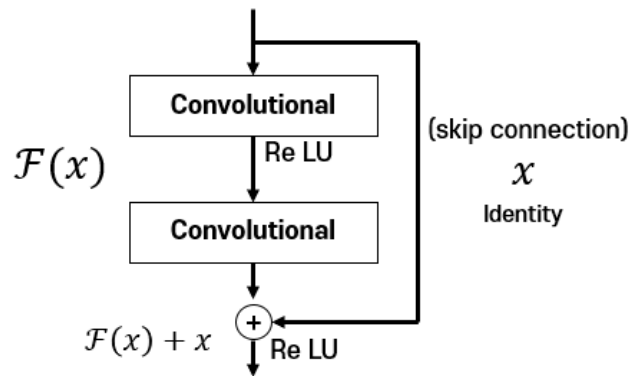 Convolutional
Re LU
ℱ(x)
(skip connection)
x
Identity
Convolutional
+
ℱ(x) + x
Re LU